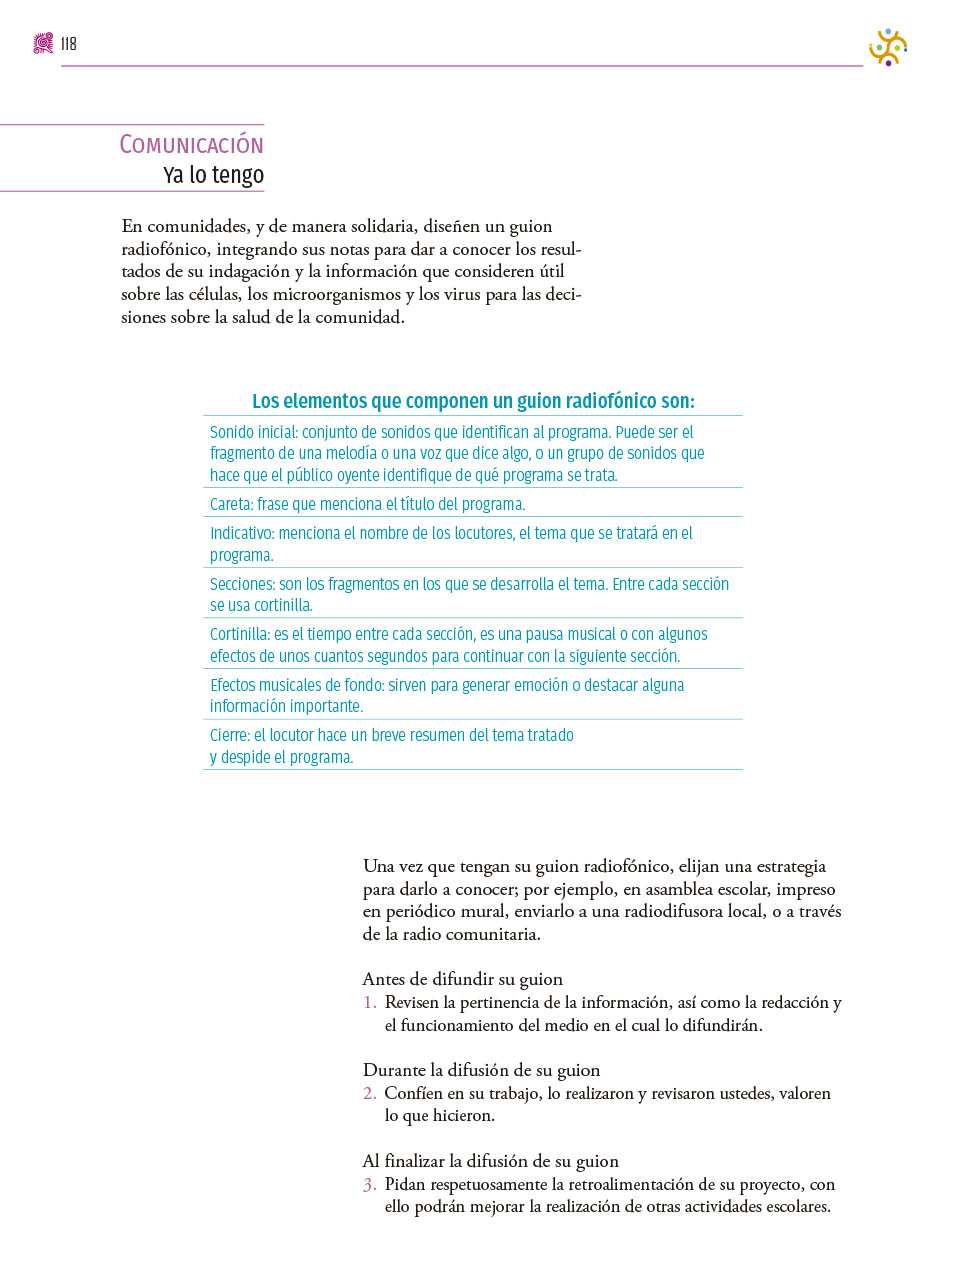 118
Comunicación
Ya lo tengo
En comunidades, y de manera solidaria, diseñen un guion
radiofónico, integrando sus notas para dar a conocer los resul-
tados de su indagación y la información que consideren útil
sobre las células, los microorganismos y los virus para las deci-
siones sobre la salud de la comunidad.
Los elementos que componen un guion radiofónico son:
Sonido inicial: conjunto de sonidos que identifican al programa. Puede ser el
fragmento de una melodía o una voz que dice algo, o un grupo de sonidos que
hace que el público oyente identifique de qué programa se trata.
Careta: frase que menciona el título del programa.
Indicativo: menciona el nombre de los locutores, el tema que se tratará en el
programa.
Secciones: son los fragmentos en los que se desarrolla el tema. Entre cada sección
se usa cortinilla.
Cortinilla: es el tiempo entre cada sección, es una pausa musical o con algunos
efectos de unos cuantos segundos para continuar con la siguiente sección.
Efectos musicales de fondo: sirven para generar emoción o destacar alguna
información importante.
Cierre: el locutor hace un breve resumen del tema tratado
y despide el programa.
Una vez que tengan su guion radiofónico, elijan una estrategia
para darlo a conocer; por ejemplo, en asamblea escolar, impreso
en periódico mural, enviarlo a una radiodifusora local, o a través
de la radio comunitaria.
Antes de difundir su guion
1. Revisen la pertinencia de la información, así como la redacción y
el funcionamiento del medio en el cual lo difundirán.
Durante la difusión de su guion
2. Confíen en su trabajo, lo realizaron y revisaron ustedes, valoren
lo que hicieron.
Al finalizar la difusión de su guion
3. Pidan respetuosamente la retroalimentación de su proyecto, con
ello podrán mejorar la realización de otras actividades escolares.